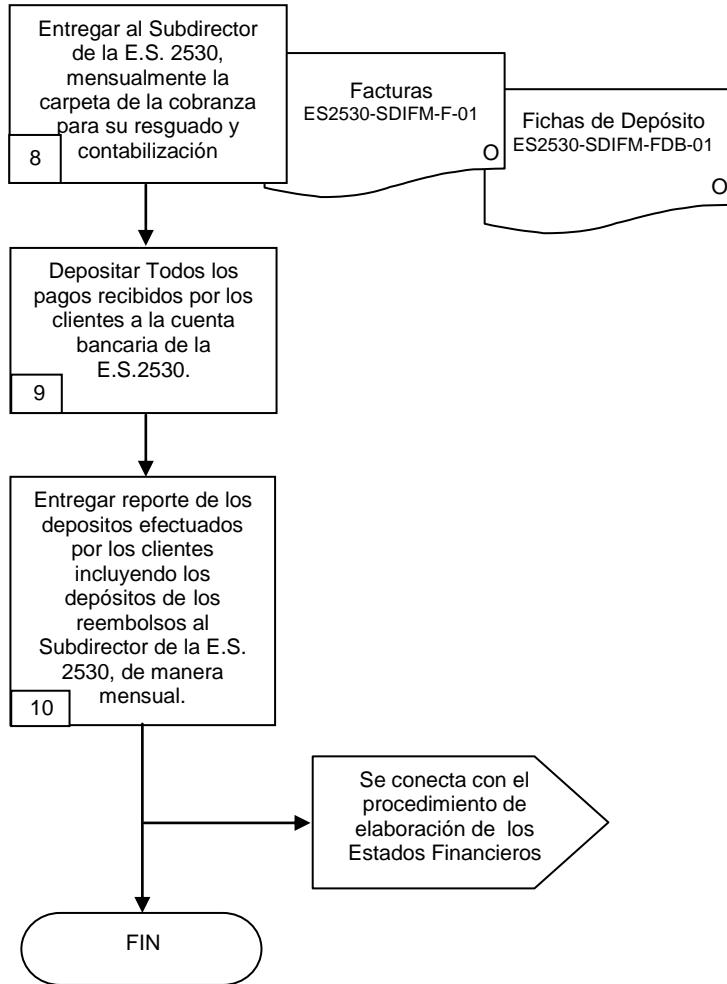 Entregar al Subdirector
de la E.S. 2530,
mensualmente la
carpeta de la cobranza
para su resguado y
contabilización
8
Facturas
ES2530-SDIFM-F-01
O
Fichas de Depósito
ES2530-SDIFM-FDB-01
O
Depositar Todos los
pagos recibidos por los
clientes a la cuenta
bancaria de la
E.S.2530.
9
Entregar reporte de los
depositos efectuados
por los clientes
incluyendo los
depósitos de los
reembolsos al
Subdirector de la E.S.
2530, de manera
mensual.
10
Se conecta con el
procedimiento de
elaboración de los
Estados Financieros
FIN